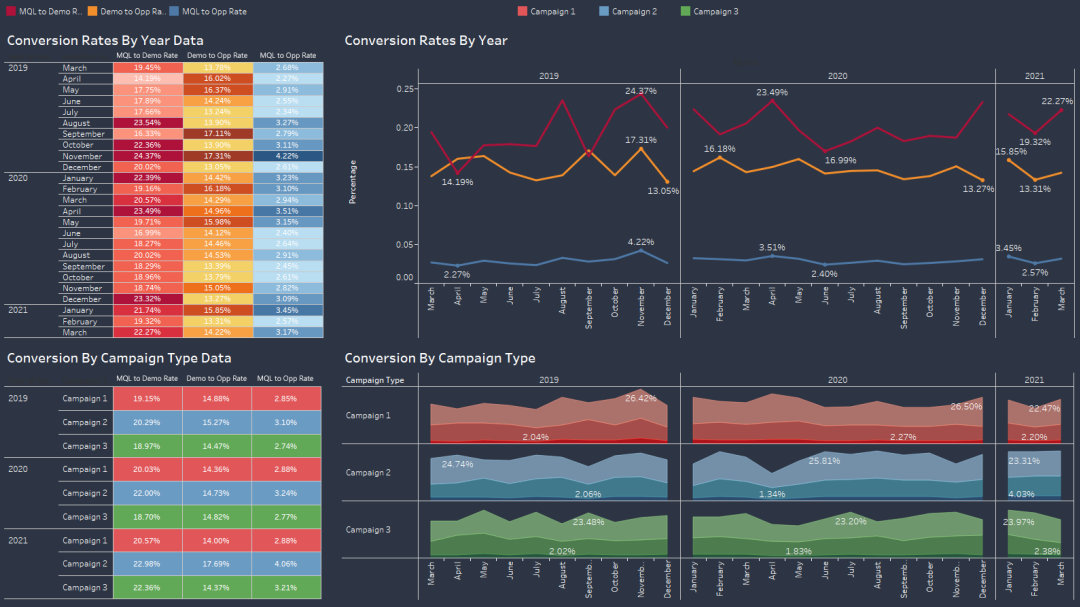 MQL to Demo R.. Demo to Opp Ra.. MQL to Opp Rate
Campaign 1 Campaign 2 Campaign 3
Conversion Rates By Year Data
MQL to Demo Rate Demo to Opp Rate MQL to Opp Rate
2019 March 19.45% 13.78% 2.68%
April 14.19% 16.02% 2.27%
May 17.75% 16.37% 2.91%
June 17.89% 14.24% 2.55%
July 17.66% 13.24% 2.34%
August 23.54% 13.90% 3.27%
September 16.33% 17.11% 2.79%
October 22.36% 13.90% 3.11%
November 24.37% 17.31% 4.22%
December 20.02% 13.05% 2.61%
2020 January 22.39% 14.42% 3.23%
February 19.16% 16.18% 3.10%
March 20.57% 14.29% 2.94%
April 23.49% 14.96% 3.51%
May 19.71% 15.98% 3.15%
June 16.99% 14.12% 2.40%
July 18.27% 14.46% 2.64%
August 20.02% 14.53% 2.91%
September 18.29% 13.39% 2.45%
October 18.96% 13.79% 2.61%
November 18.74% 15.05% 2.82%
December 23.32% 13.27% 3.09%
2021 January 21.74% 15.85% 3.45%
February 19.32% 13.31% 2.57%
March 22.27% 14.22% 3.17%
Conversion Rates By Year
2019 2020 2021
Percentage
0.25
0.20
0.15
0.10
0.05
0.00
24.37%
23.49%
22.27%
19.32%
17.31%
16.18%
16.99%
15.85%
14.19%
13.05%
13.27%
13.31%
4.22%
3.51%
3.45%
2.27%
2.40%
2.57%
March April May June July August September October November December January February March April May June July August September October November December January February March
Conversion By Campaign Type Data
MQL to Demo Rate Demo to Opp Rate MQL to Opp Rate
2019 Campaign 1 19.15% 14.88% 2.85%
Campaign 2 20.29% 15.27% 3.10%
Campaign 3 18.97% 14.47% 2.74%
2020 Campaign 1 20.03% 14.36% 2.88%
Campaign 2 22.00% 14.73% 3.24%
Campaign 3 18.70% 14.82% 2.77%
2021 Campaign 1 20.57% 14.00% 2.88%
Campaign 2 22.98% 17.69% 4.06%
Campaign 3 22.36% 14.37% 3.21%
Conversion By Campaign Type
Campaign Type 2019 2020 2021
Campaign 1
26.42% 26.50% 22.47%
2.04% 2.27% 2.20%
Campaign 2
24.74% 25.81% 23.31%
2.06% 1.34% 4.03%
Campaign 3
23.48% 23.20% 23.97%
2.02% 1.83% 2.38%
March April May June July August Septemb.. October Novemb.. December January February March April May June July August Septemb.. October Novemb.. December January February March